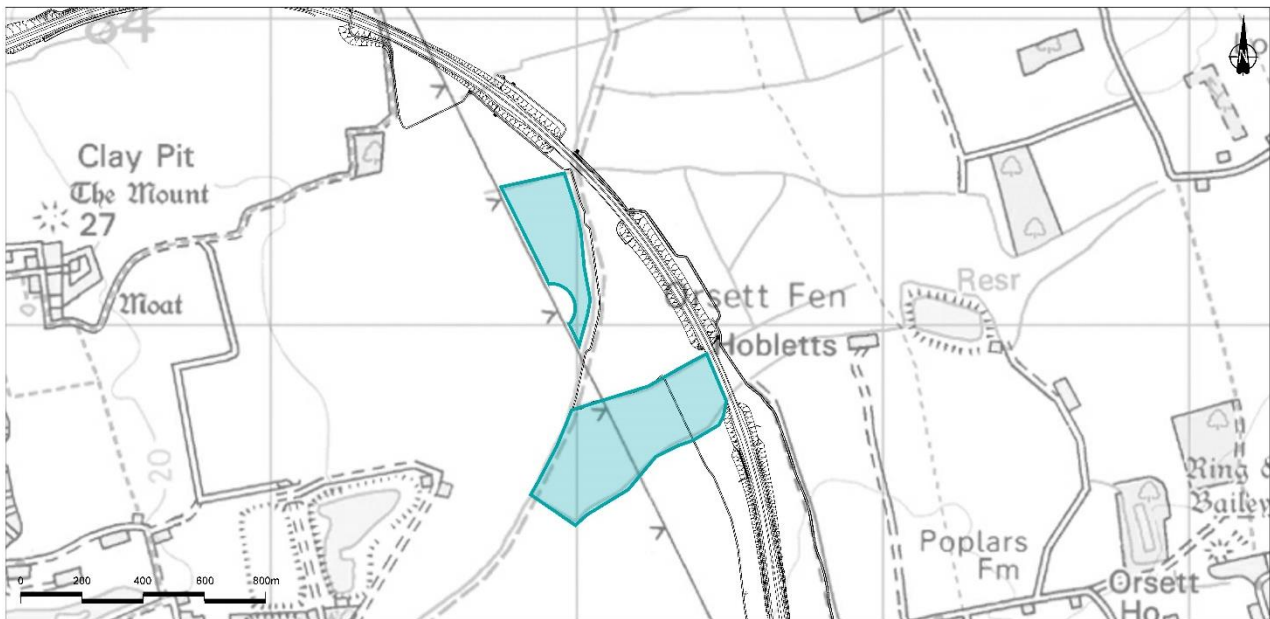 84
Clay Pit
The Mount
27
Moat
Orsett Fen
Hobletts
Resr
20
Ring &
Bailey
Poplars
Fm
Orsett
Ho
0 200 400 600 800m